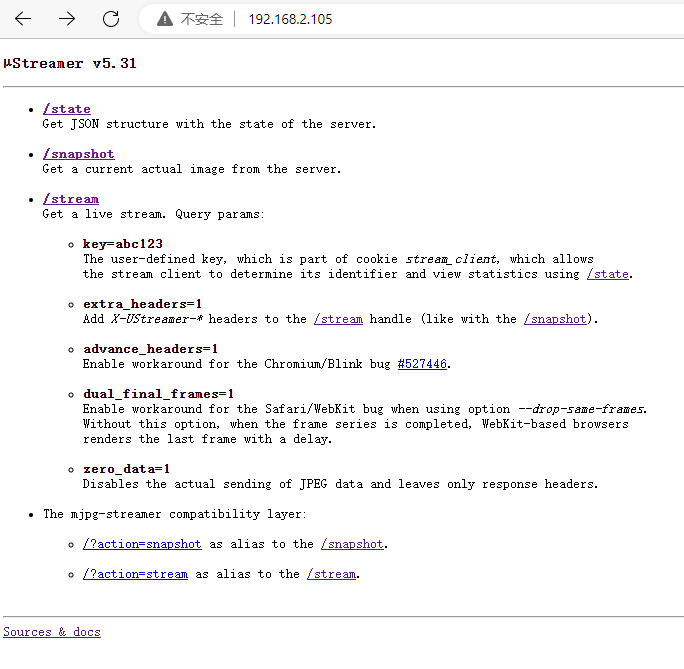 不安全 192.168.2.105
µStreamer v5.31
/state
Get JSON structure with the state of the server.
/snapshot
Get a current actual image from the server.
/stream
Get a live stream. Query params:
key=abc123
The user-defined key, which is part of cookie stream_client, which allows
the stream client to determine its identifier and view statistics using /state.
extra_headers=1
Add X-UStreamer-* headers to the /stream handle (like with the /snapshot).
advance_headers=1
Enable workaround for the Chromium/Blink bug #527446.
dual_final_frames=1
Enable workaround for the Safari/WebKit bug when using option --drop-same-frames.
Without this option, when the frame series is completed, WebKit-based browsers
renders the last frame with a delay.
zero_data=1
Disables the actual sending of JPEG data and leaves only response headers.
The mjpg-streamer compatibility layer:
/?action=snapshot as alias to the /snapshot.
/?action=stream as alias to the /stream.
Sources & docs